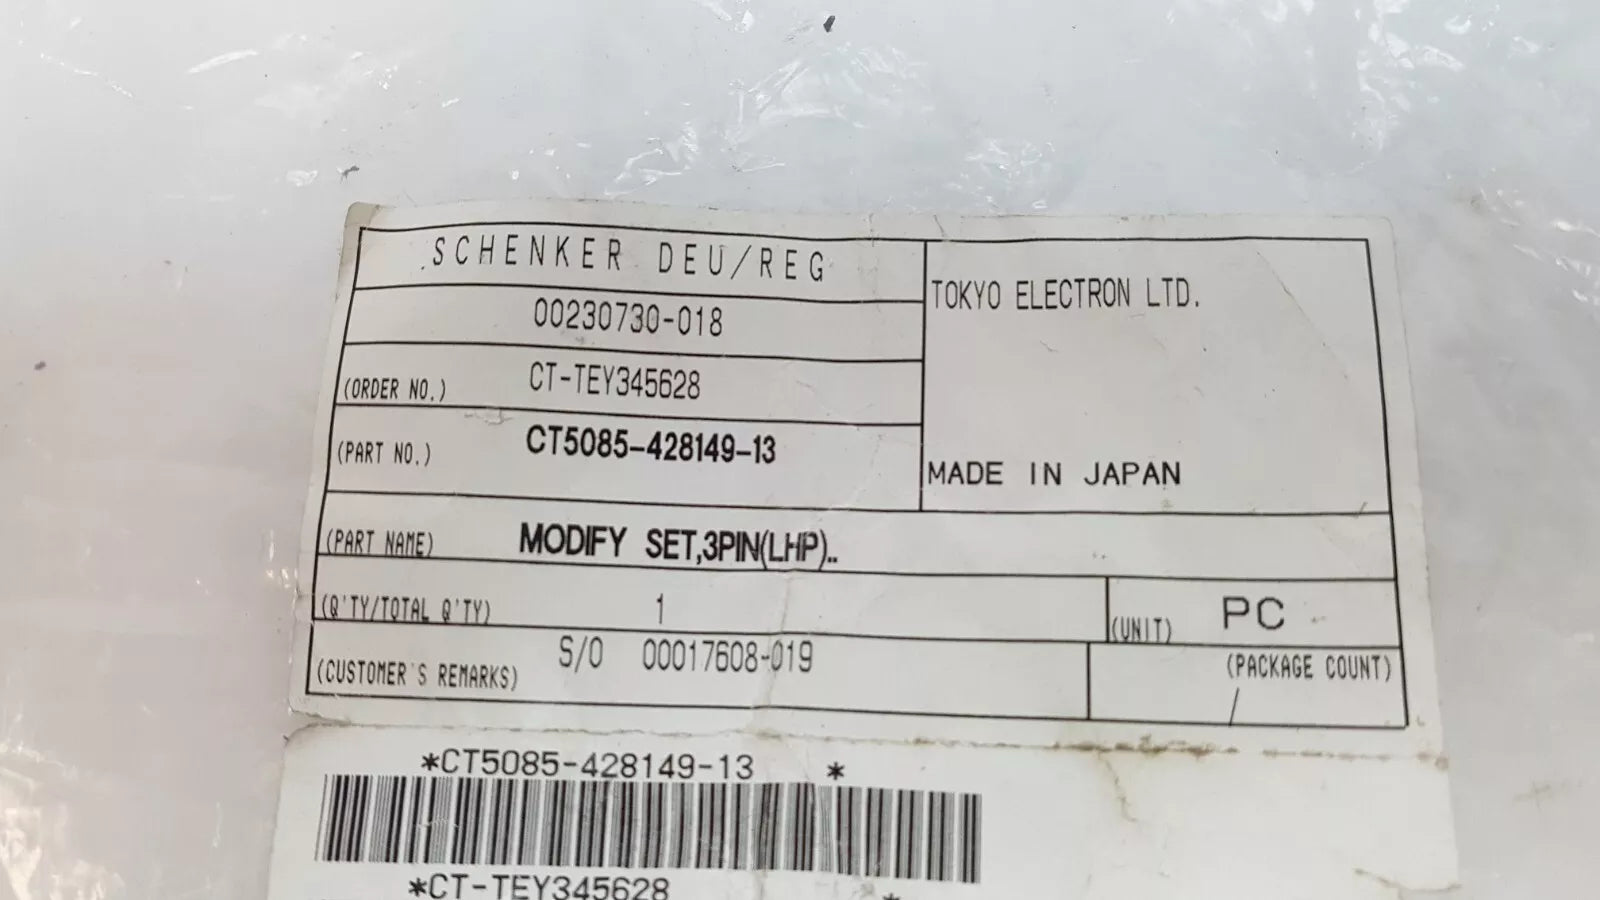 SCHENKER DEU/REG
TOKYO ELECTRON LTD.
00230730-018
(ORDER NO.) CT-TEY345628
(PART NO.) CT5085-428149-13
MADE IN JAPAN
(PART NAME) MODIFY SET,3PIN(LHP)..
(Q'TY/TOTAL Q'TY) 1
(UNIT) PC
(CUSTOMER'S REMARKS) S/O 00017608-019
(PACKAGE COUNT)
/
*CT5085-428149-13 *
*CT-TEY345628 *